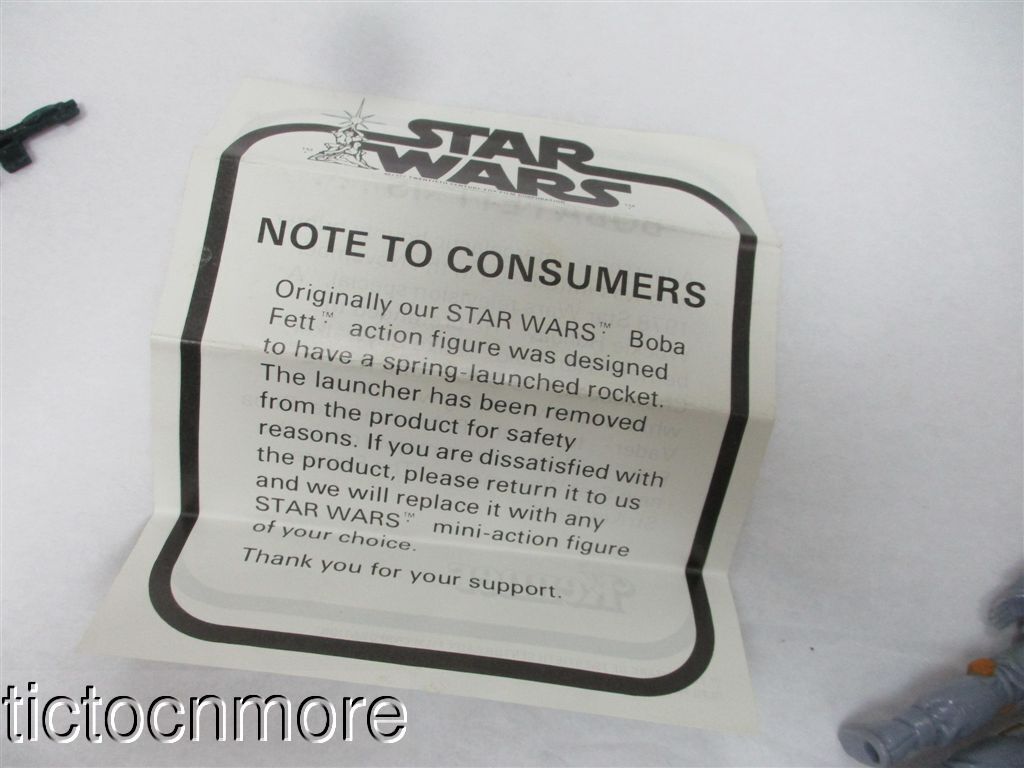 STAR
WARS
NOTE TO CONSUMERS
Originally our STAR WARS™ Boba
Fett™ action figure was designed
to have a spring-launched rocket.
The launcher has been removed
from the product for safety
reasons. If you are dissatisfied with
the product, please return it to us
and we will replace it with any
STAR WARS™ mini-action figure
of your choice.
Thank you for your support.
tictocnmore